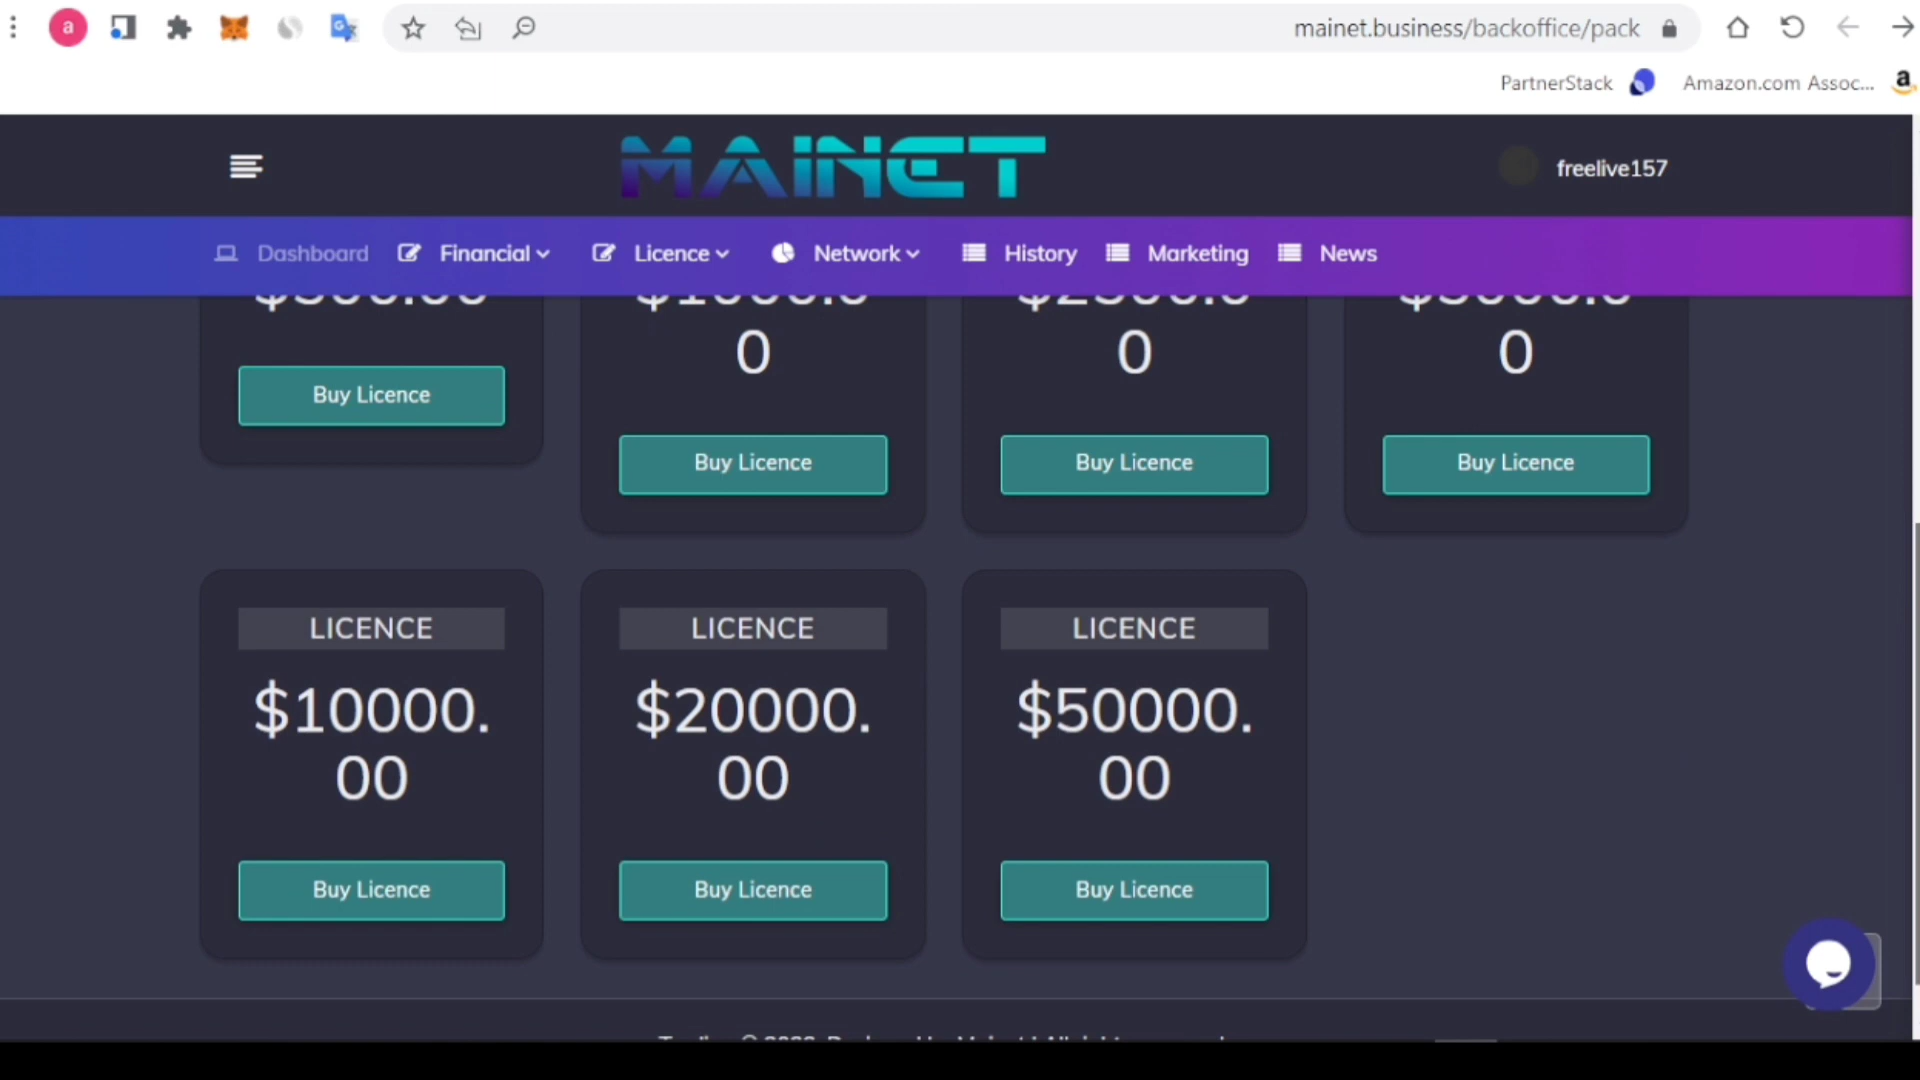 a
mainet.business/backoffice/pack
PartnerStack
Amazon.com Assoc...
MAINET
freelive157
Dashboard
Financial
Licence
Network
History
Marketing
News
0
0
0
Buy Licence
Buy Licence
Buy Licence
Buy Licence
LICENCE
LICENCE
LICENCE
$10000.
00
$20000.
00
$50000.
00
Buy Licence
Buy Licence
Buy Licence